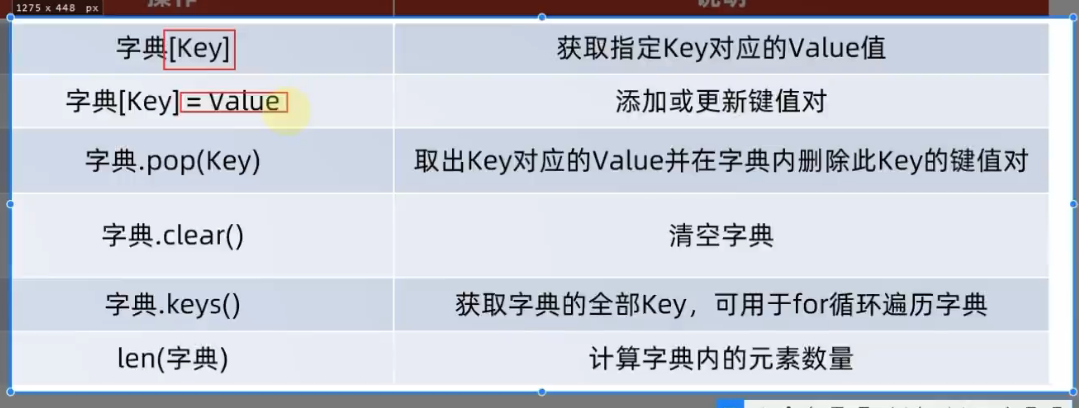 1275 x 448 px
操作 说明
字典[Key] 获取指定Key对应的Value值
字典[Key] = Value 添加或更新键值对
字典.pop(Key) 取出Key对应的Value并在字典内删除此Key的键值对
字典.clear() 清空字典
字典.keys() 获取字典的全部Key，可用于for循环遍历字典
len(字典) 计算字典内的元素数量